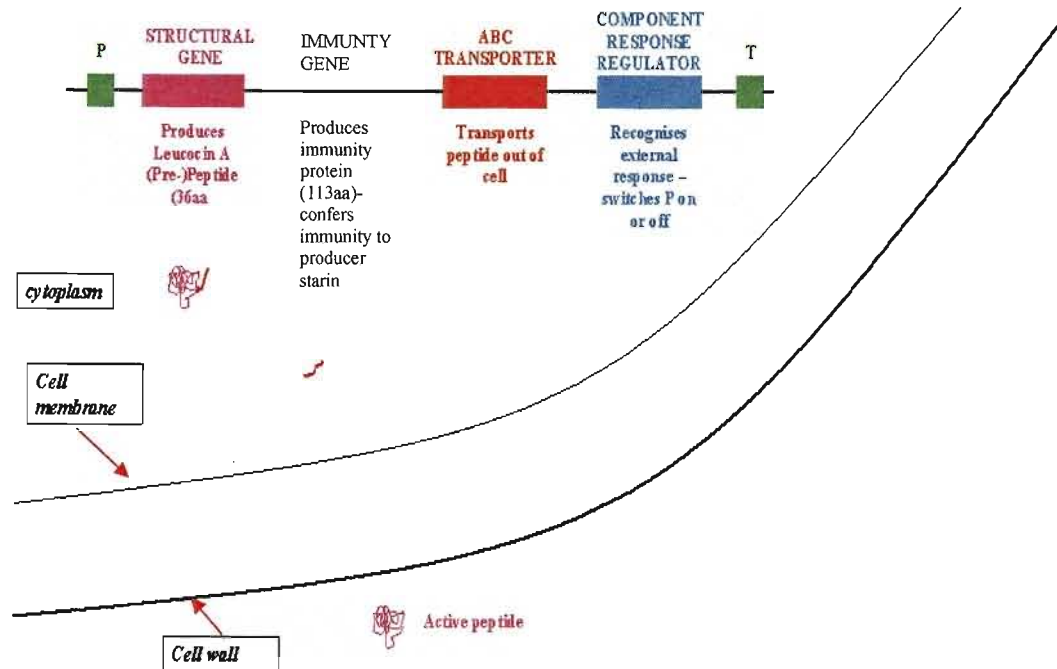 P
STRUCTURAL
GENE
IMMUNTY
GENE
ABC
TRANSPORTER
COMPONENT
RESPONSE
REGULATOR
T
Produces
Leucocin A
(Pre-)Peptide
(36aa
Produces
immunity
protein
(113aa)-
confers
immunity to
producer
starin
Transports
peptide out of
cell
Recognises
external
response –
switches P on
or off
cytoplasm
Cell
membrane
Active peptide
Cell wall